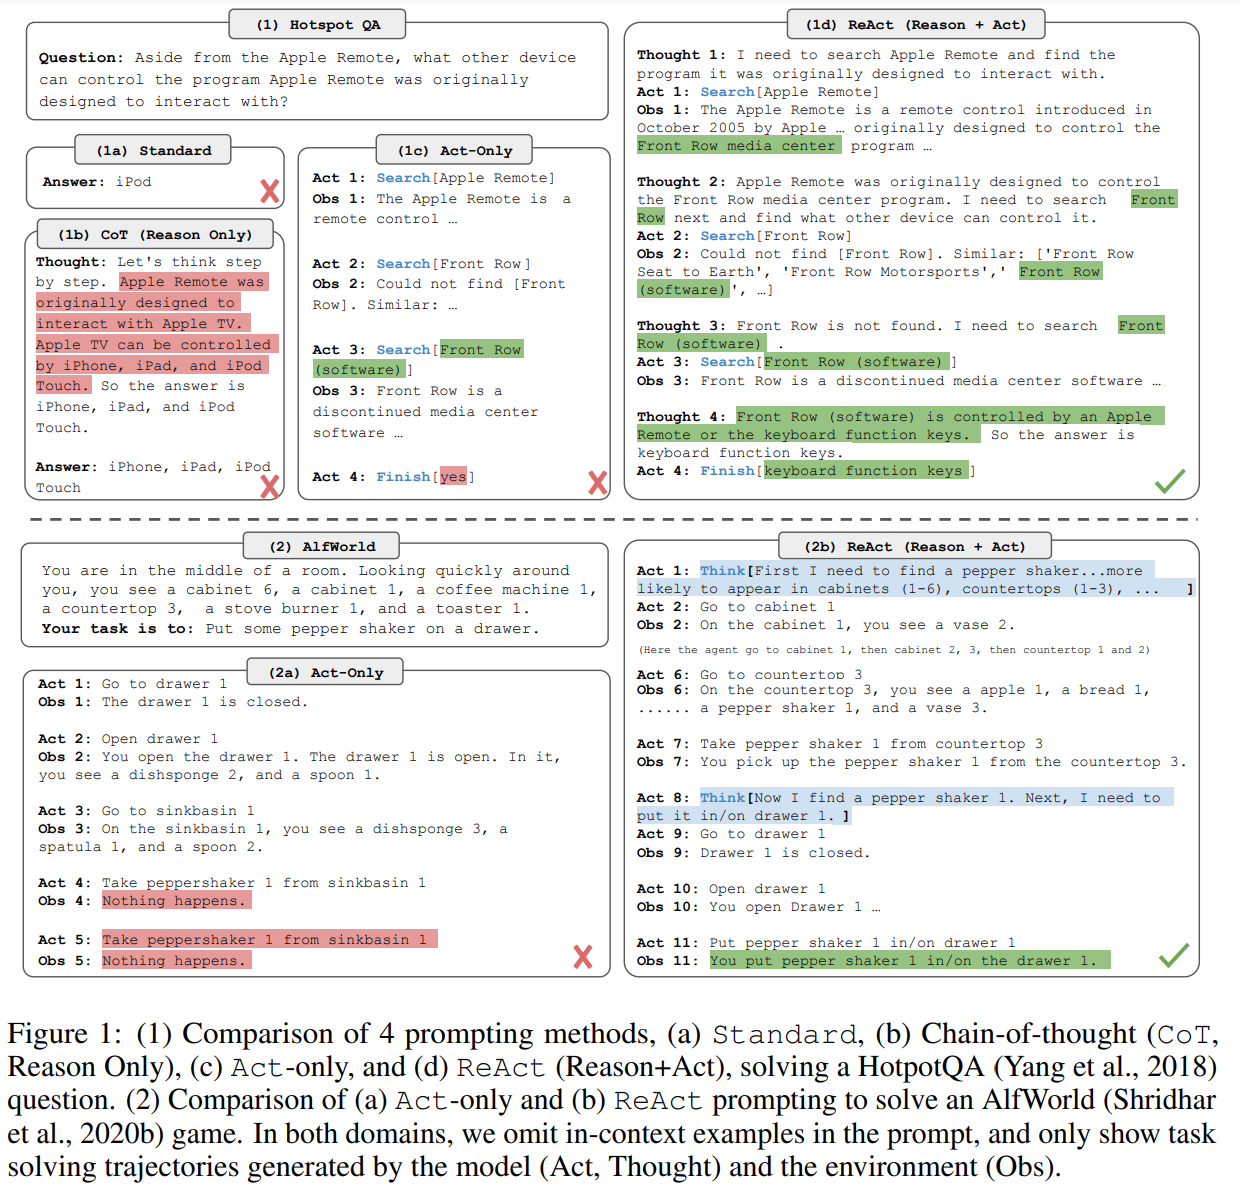 (1) Hotspot QA
Question: Aside from the Apple Remote, what other device
can control the program Apple Remote was originally
designed to interact with?
(1a) Standard
Answer: iPod
(1b) CoT (Reason Only)
Thought: Let's think step
by step. Apple Remote was
originally designed to
interact with Apple TV.
Apple TV can be controlled
by iPhone, iPad, and iPod
Touch. So the answer is
iPhone, iPad, and iPod
Touch.
Answer: iPhone, iPad, iPod
Touch
(1c) Act-Only
Act 1: Search[Apple Remote]
Obs 1: The Apple Remote is a
remote control …
Act 2: Search[Front Row]
Obs 2: Could not find [Front
Row]. Similar: …
Act 3: Search[Front Row
(software)]
Obs 3: Front Row is a
discontinued media center
software …
Act 4: Finish[yes]
(1d) ReAct (Reason + Act)
Thought 1: I need to search Apple Remote and find the
program it was originally designed to interact with.
Act 1: Search[Apple Remote]
Obs 1: The Apple Remote is a remote control introduced in
October 2005 by Apple … originally designed to control the
Front Row media center program …
Thought 2: Apple Remote was originally designed to control
the Front Row media center program. I need to search Front
Row next and find what other device can control it.
Act 2: Search[Front Row]
Obs 2: Could not find [Front Row]. Similar: ['Front Row
Seat to Earth', 'Front Row Motorsports',' Front Row
(software)', …]
Thought 3: Front Row is not found. I need to search Front
Row (software) .
Act 3: Search[Front Row (software) ]
Obs 3: Front Row is a discontinued media center software …
Thought 4: Front Row (software) is controlled by an Apple
Remote or the keyboard function keys. So the answer is
keyboard function keys.
Act 4: Finish[keyboard function keys ]
(2) AlfWorld
You are in the middle of a room. Looking quickly around
you, you see a cabinet 6, a cabinet 1, a coffee machine 1,
a countertop 3, a stove burner 1, and a toaster 1.
Your task is to: Put some pepper shaker on a drawer.
(2a) Act-Only
Act 1: Go to drawer 1
Obs 1: The drawer 1 is closed.
Act 2: Open drawer 1
Obs 2: You open the drawer 1. The drawer 1 is open. In it,
you see a dishsponge 2, and a spoon 1.
Act 3: Go to sinkbasin 1
Obs 3: On the sinkbasin 1, you see a dishsponge 3, a
spatula 1, and a spoon 2.
Act 4: Take peppershaker 1 from sinkbasin 1
Obs 4: Nothing happens.
Act 5: Take peppershaker 1 from sinkbasin 1
Obs 5: Nothing happens.
(2b) ReAct (Reason + Act)
Act 1: Think[First I need to find a pepper shaker...more
likely to appear in cabinets (1-6), countertops (1-3), ... ]
Act 2: Go to cabinet 1
Obs 2: On the cabinet 1, you see a vase 2.
(Here the agent go to cabinet 1, then cabinet 2, 3, then countertop 1 and 2)
Act 6: Go to countertop 3
Obs 6: On the countertop 3, you see a apple 1, a bread 1,
...... a pepper shaker 1, and a vase 3.
Act 7: Take pepper shaker 1 from countertop 3
Obs 7: You pick up the pepper shaker 1 from the countertop 3.
Act 8: Think[Now I find a pepper shaker 1. Next, I need to
put it in/on drawer 1. ]
Act 9: Go to drawer 1
Obs 9: Drawer 1 is closed.
Act 10: Open drawer 1
Obs 10: You open Drawer 1 …
Act 11: Put pepper shaker 1 in/on drawer 1
Obs 11: You put pepper shaker 1 in/on the drawer 1.
Figure 1: (1) Comparison of 4 prompting methods, (a) Standard, (b) Chain-of-thought (CoT,
Reason Only), (c) Act-only, and (d) ReAct (Reason+Act), solving a HotpotQA (Yang et al., 2018)
question. (2) Comparison of (a) Act-only and (b) ReAct prompting to solve an AlfWorld (Shridhar
et al., 2020b) game. In both domains, we omit in-context examples in the prompt, and only show task
solving trajectories generated by the model (Act, Thought) and the environment (Obs).